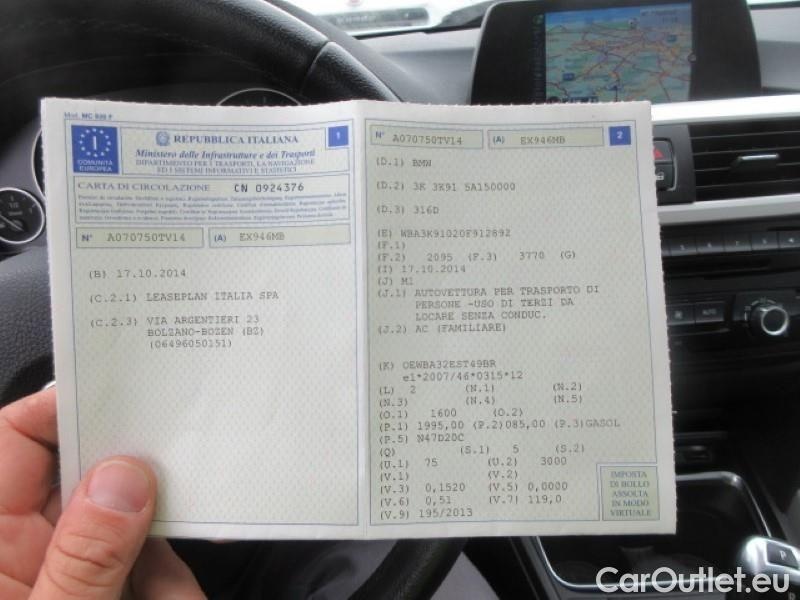 Mod. MC 820 F
I
COMUNITÀ
EUROPEA
REPUBBLICA ITALIANA
Ministero delle Infrastrutture e dei Trasporti
DIPARTIMENTO PER I TRASPORTI, LA NAVIGAZIONE
ED I SISTEMI INFORMATIVI E STATISTICI
1
CARTA DI CIRCOLAZIONE CN 0924376
N° A070750TV14 (A) EX946MB
(B) 17.10.2014
(C.2.1) LEASEPLAN ITALIA SPA
(C.2.3) VIA ARGENTIERI 23
BOLZANO-BOZEN (BZ)
(06496050151)
N° A070750TV14 (A) EX946MB 2
(D.1) BMW
(D.2) 3K 3K91 5A150000
(D.3) 316D
(E) WBA3K91020F912892
(F.1)
(F.2) 2095 (F.3) 3770 (G)
(I) 17.10.2014
(J) M1
(J.1) AUTOVETTURA PER TRASPORTO DI
PERSONE -USO DI TERZI DA
LOCARE SENZA CONDUC.
(J.2) AC (FAMILIARE)
(K) OEWBA32EST49BR
e1*2007/46*0315*12
(L) 2 (N.1) (N.2)
(N.3) (N.4) (N.5)
(O.1) 1600 (O.2)
(P.1) 1995,00 (P.2)085,00 (P.3)GASOL
(P.5) N47D20C
(Q) (S.1) 5 (S.2)
(U.1) 75 (U.2) 3000
(V.1) (V.2)
(V.3) 0,1520 (V.5) 0,0000
(V.6) 0,51 (V.7) 119,0
(V.9) 195/2013
IMPOSTA
DI BOLLO
ASSOLTA
IN MODO
VIRTUALE
AUTO
P
CarOutlet.eu